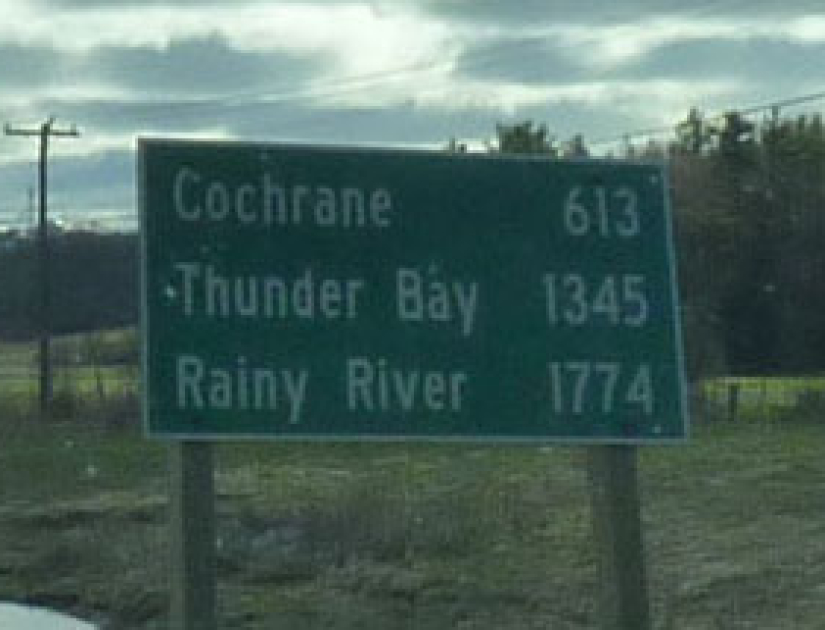 Cochrane 613
Thunder Bay 1345
Rainy River 1774